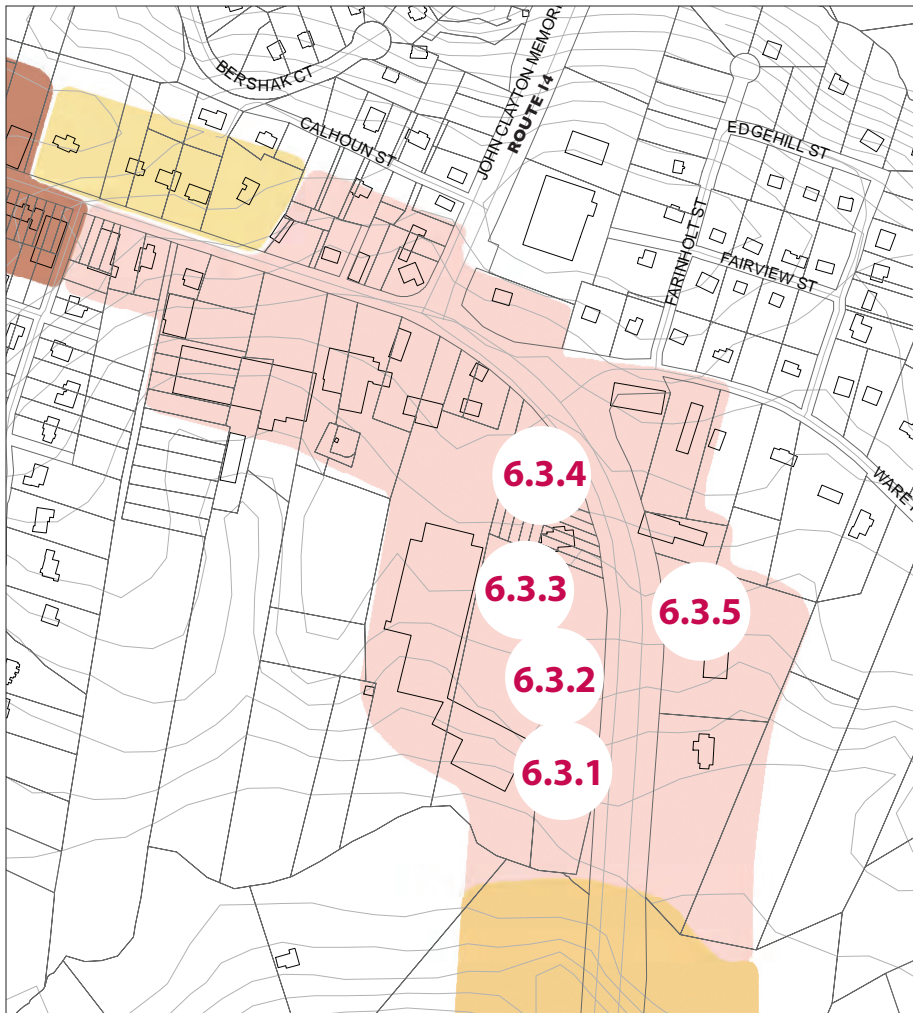 BERSHAK CT
CALHOUN ST
JOHN CLAYTON MEMOR
ROUTE 14
EDGEHILL ST
FARINHOLT ST
FAIRVIEW ST
WARE
6.3.4
6.3.3
6.3.5
6.3.2
6.3.1